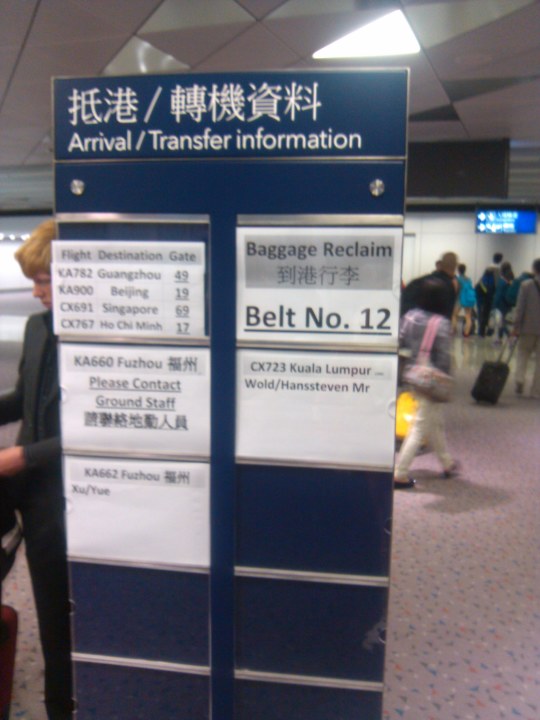 抵港 / 轉機資料
Arrival / Transfer information
Flight Destination Gate
KA782 Guangzhou 49
KA900 Beijing 19
CX691 Singapore 69
CX767 Ho Chi Minh 17
KA660 Fuzhou 福州
Please Contact
Ground Staff
請聯絡地勤人員
KA662 Fuzhou 福州
Xu/Yue
Baggage Reclaim
到港行李
Belt No. 12
CX723 Kuala Lumpur ...
Wold/Hanssteven Mr